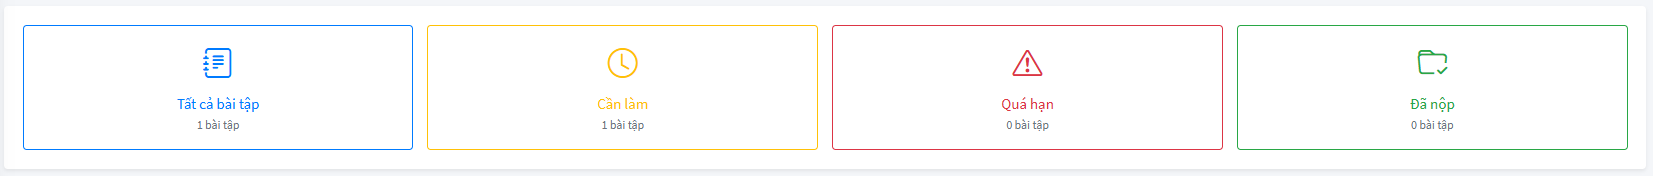 Tất cả bài tập
1 bài tập
Cần làm
1 bài tập
Quá hạn
0 bài tập
Đã nộp
0 bài tập